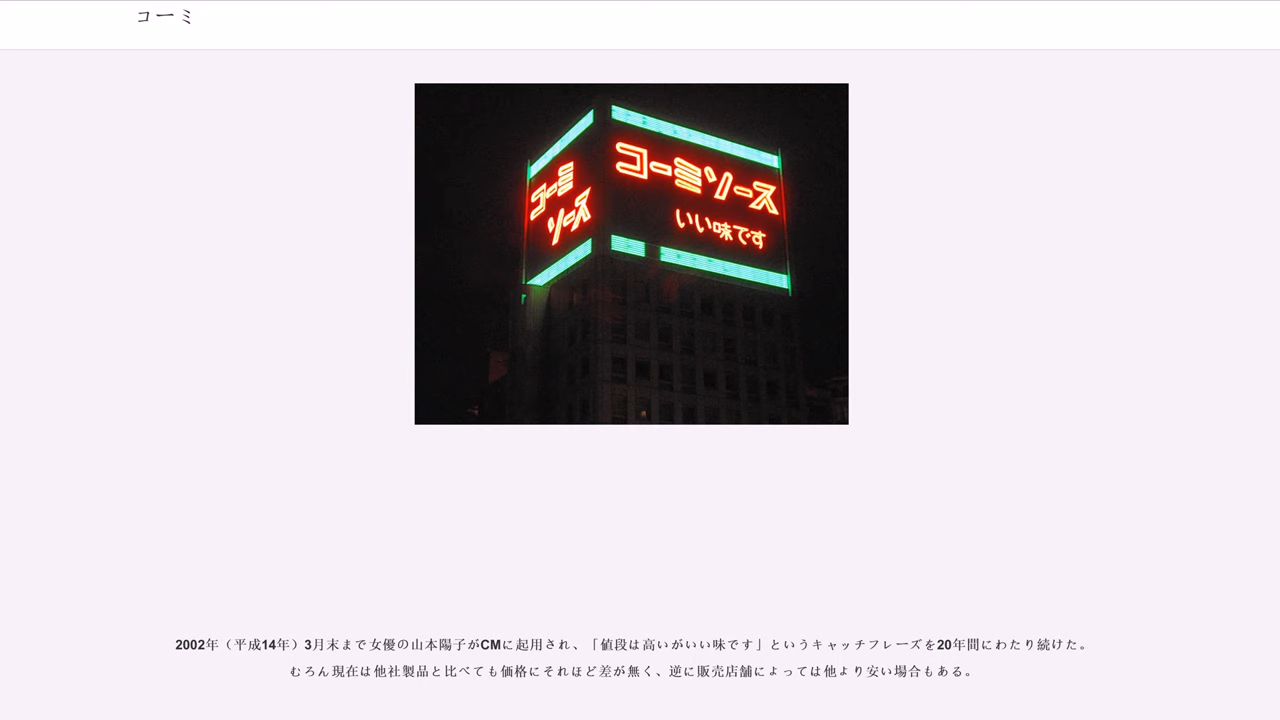 コーミ
コーミ
ソース
コーミソース
いい味です
2002年（平成14年）3月末まで女優の山本陽子がCMに起用され、「値段は高いがいい味です」というキャッチフレーズを20年間にわたり続けた。
むろん現在は他社製品と比べても価格にそれほど差が無く、逆に販売店舗によっては他より安い場合もある。